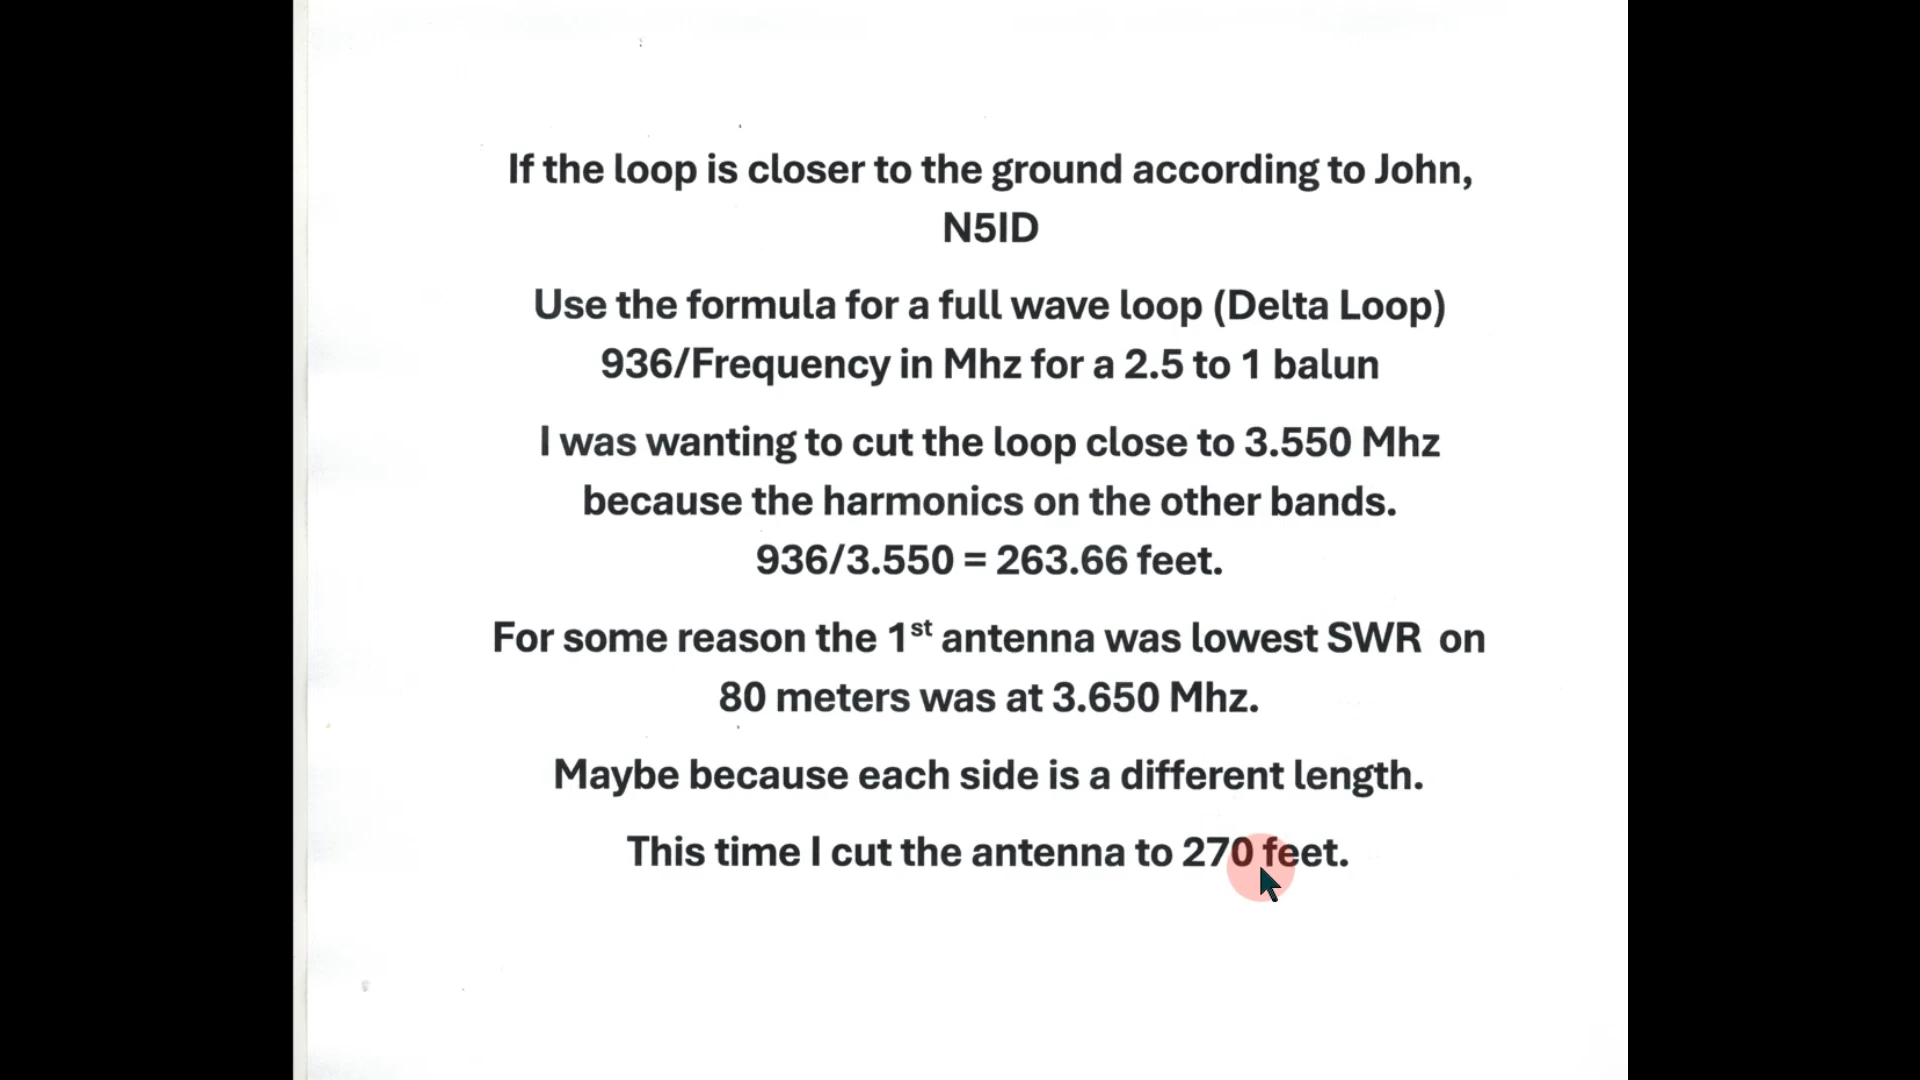 If the loop is closer to the ground according to John,
N5ID
Use the formula for a full wave loop (Delta Loop)
936/Frequency in Mhz for a 2.5 to 1 balun
I was wanting to cut the loop close to 3.550 Mhz
because the harmonics on the other bands.
936/3.550 = 263.66 feet.
For some reason the 1st antenna was lowest SWR on
80 meters was at 3.650 Mhz.
Maybe because each side is a different length.
This time I cut the antenna to 270 feet.